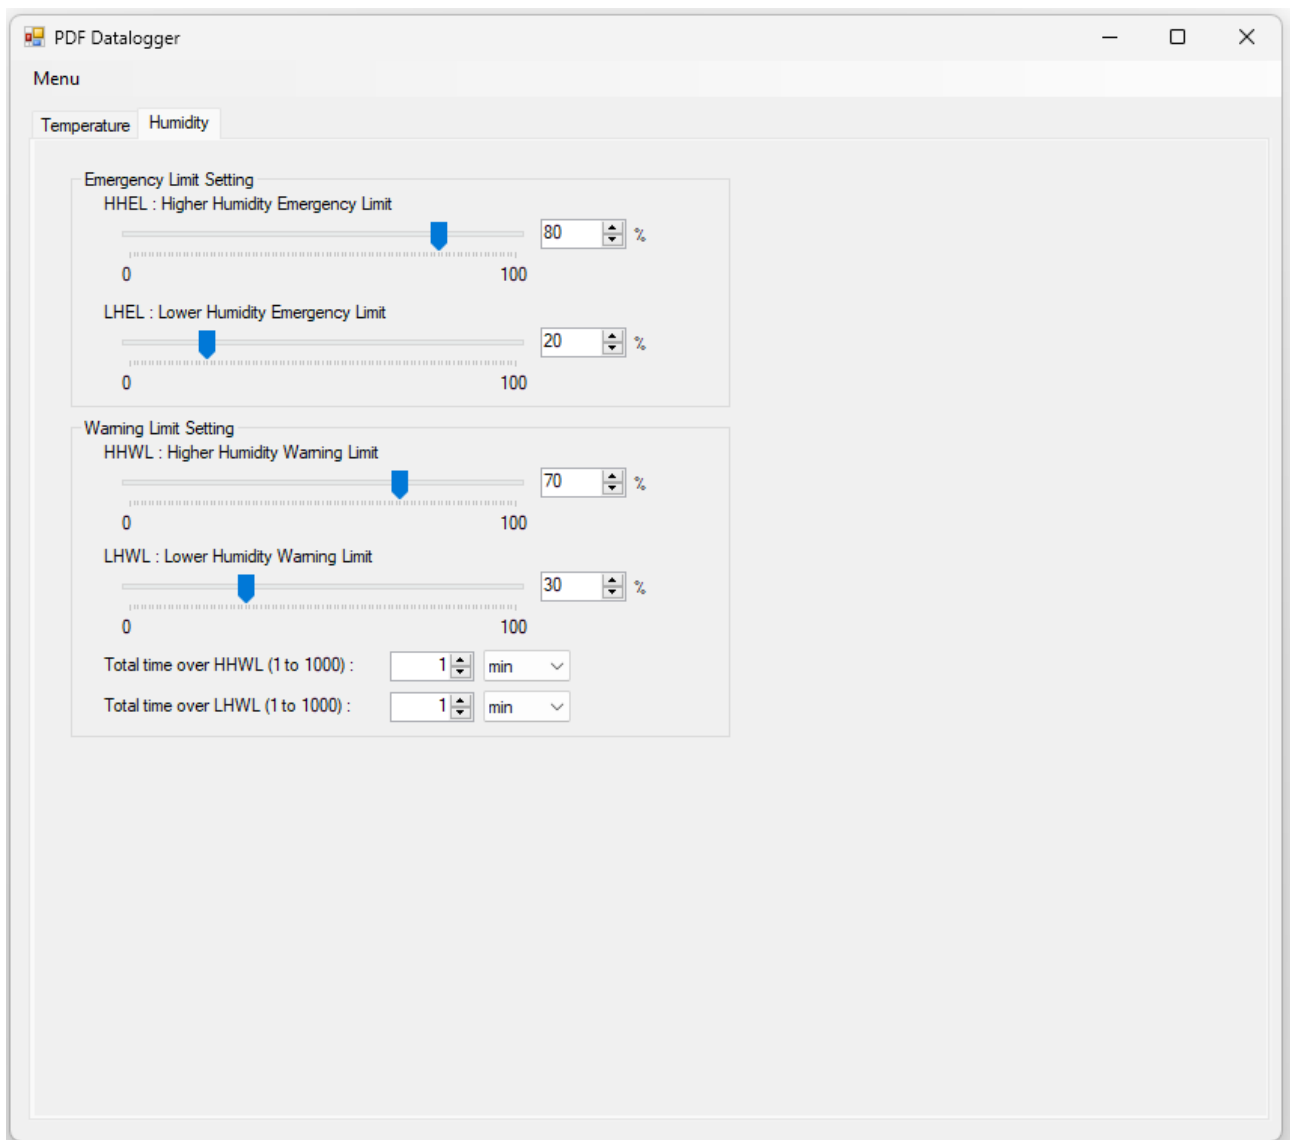 PDF Datalogger
Menu
Temperature Humidity
Emergency Limit Setting
HHEL : Higher Humidity Emergency Limit
80 %
0 100
LHEL : Lower Humidity Emergency Limit
20 %
0 100
Warning Limit Setting
HHWL : Higher Humidity Warning Limit
70 %
0 100
LHWL : Lower Humidity Warning Limit
30 %
0 100
Total time over HHWL (1 to 1000) : 1 min
Total time over LHWL (1 to 1000) : 1 min